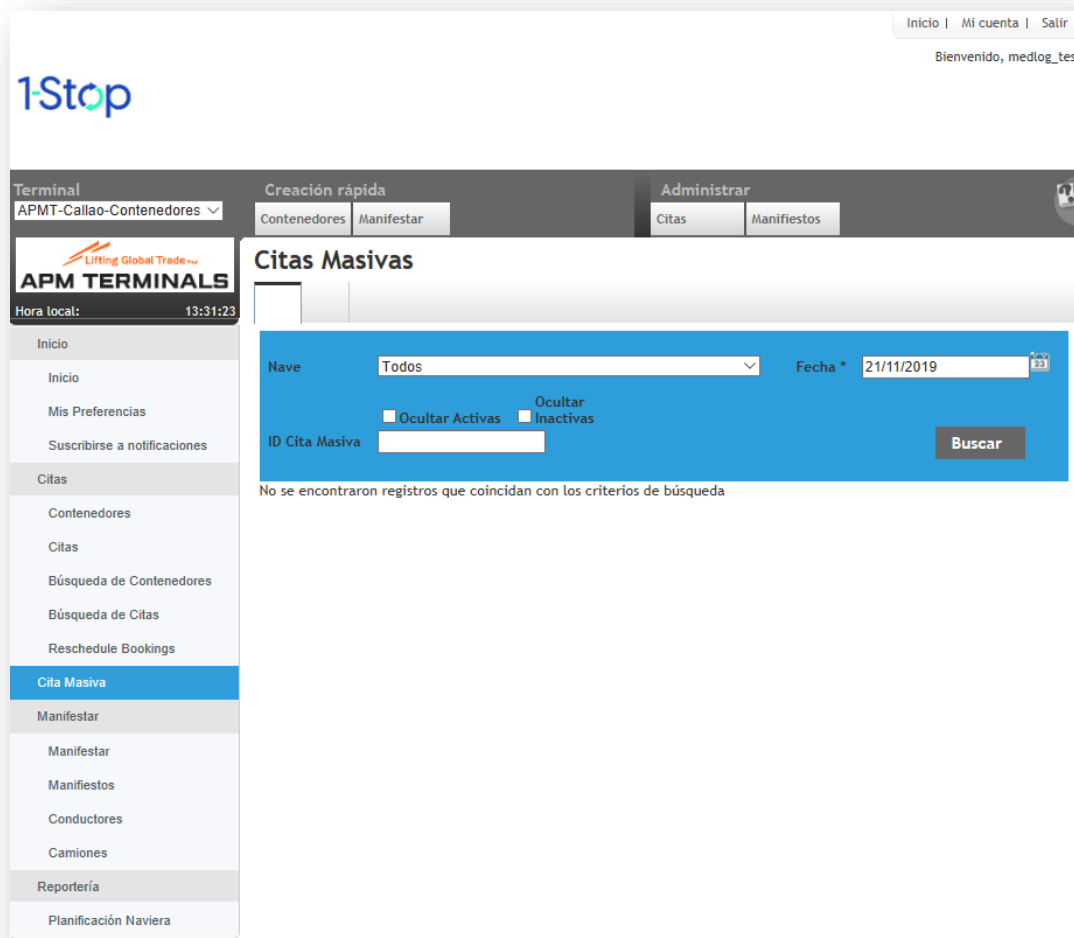 Inicio | Mi cuenta | Salir
Bienvenido, medlog_tes
1-Stop
Terminal
APMT-Callao-Contenedores
Creación rápida
Contenedores Manifestar
Administrar
Citas Manifiestos
Lifting Global Trade™
APM TERMINALS
Hora local: 13:31:23
Inicio
Inicio
Mis Preferencias
Suscribirse a notificaciones
Citas
Contenedores
Citas
Búsqueda de Contenedores
Búsqueda de Citas
Reschedule Bookings
Cita Masiva
Manifestar
Manifestar
Manifiestos
Conductores
Camiones
Reportería
Planificación Naviera
Citas Masivas
Nave Todos Fecha * 21/11/2019 23
Ocultar Activas Ocultar Inactivas
ID Cita Masiva Buscar
No se encontraron registros que coincidan con los criterios de búsqueda